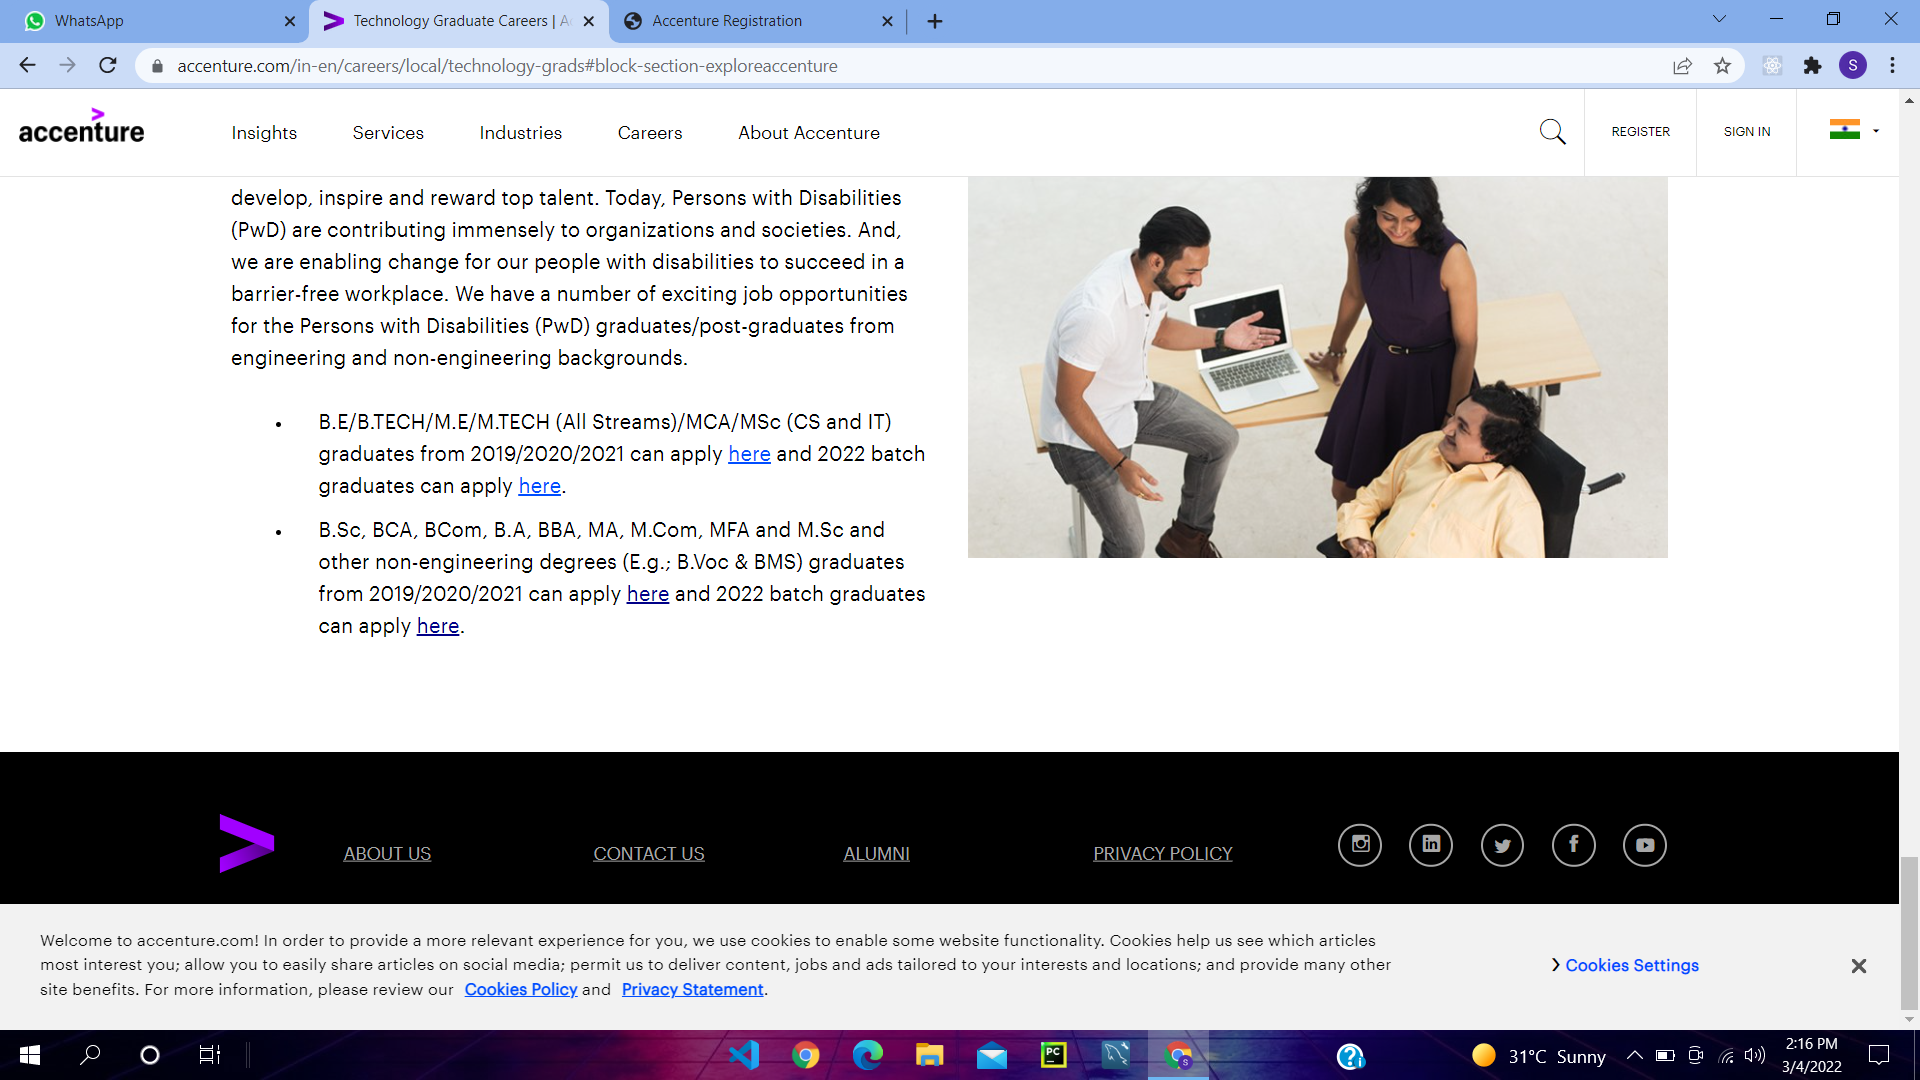 WhatsApp
Technology Graduate Careers | A
Accenture Registration
accenture.com/in-en/careers/local/technology-grads#block-section-exploreaccenture
S
accenture
Insights
Services
Industries
Careers
About Accenture
REGISTER
SIGN IN
develop, inspire and reward top talent. Today, Persons with Disabilities
(PwD) are contributing immensely to organizations and societies. And,
we are enabling change for our people with disabilities to succeed in a
barrier-free workplace. We have a number of exciting job opportunities
for the Persons with Disabilities (PwD) graduates/post-graduates from
engineering and non-engineering backgrounds.
• B.E/B.TECH/M.E/M.TECH (All Streams)/MCA/MSc (CS and IT)
graduates from 2019/2020/2021 can apply here and 2022 batch
graduates can apply here.
• B.Sc, BCA, BCom, B.A, BBA, MA, M.Com, MFA and M.Sc and
other non-engineering degrees (E.g.; B.Voc & BMS) graduates
from 2019/2020/2021 can apply here and 2022 batch graduates
can apply here.
ABOUT US
CONTACT US
ALUMNI
PRIVACY POLICY
Welcome to accenture.com! In order to provide a more relevant experience for you, we use cookies to enable some website functionality. Cookies help us see which articles
most interest you; allow you to easily share articles on social media; permit us to deliver content, jobs and ads tailored to your interests and locations; and provide many other
site benefits. For more information, please review our Cookies Policy and Privacy Statement.
Cookies Settings
PC
S
31°C Sunny
2:16 PM
3/4/2022